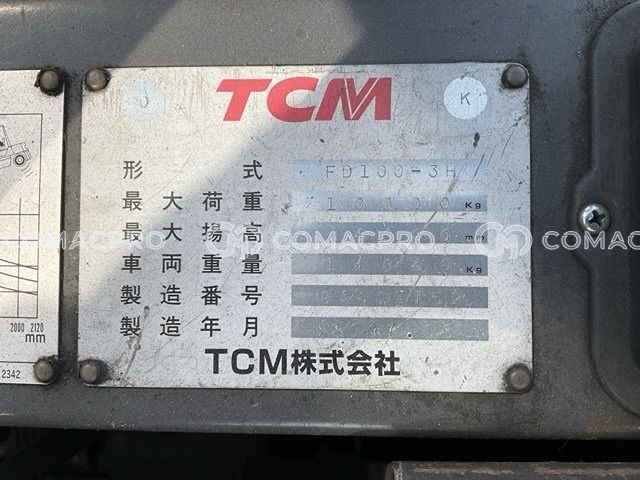 J TCM K
形式 FD100-3H
最大荷重 Kg
最大揚高 mm
車両重量 Kg
製造番号
製造年月
TCM株式会社
2000 2120
mm
2342
COMACPRO COMACPRO COMACPRO